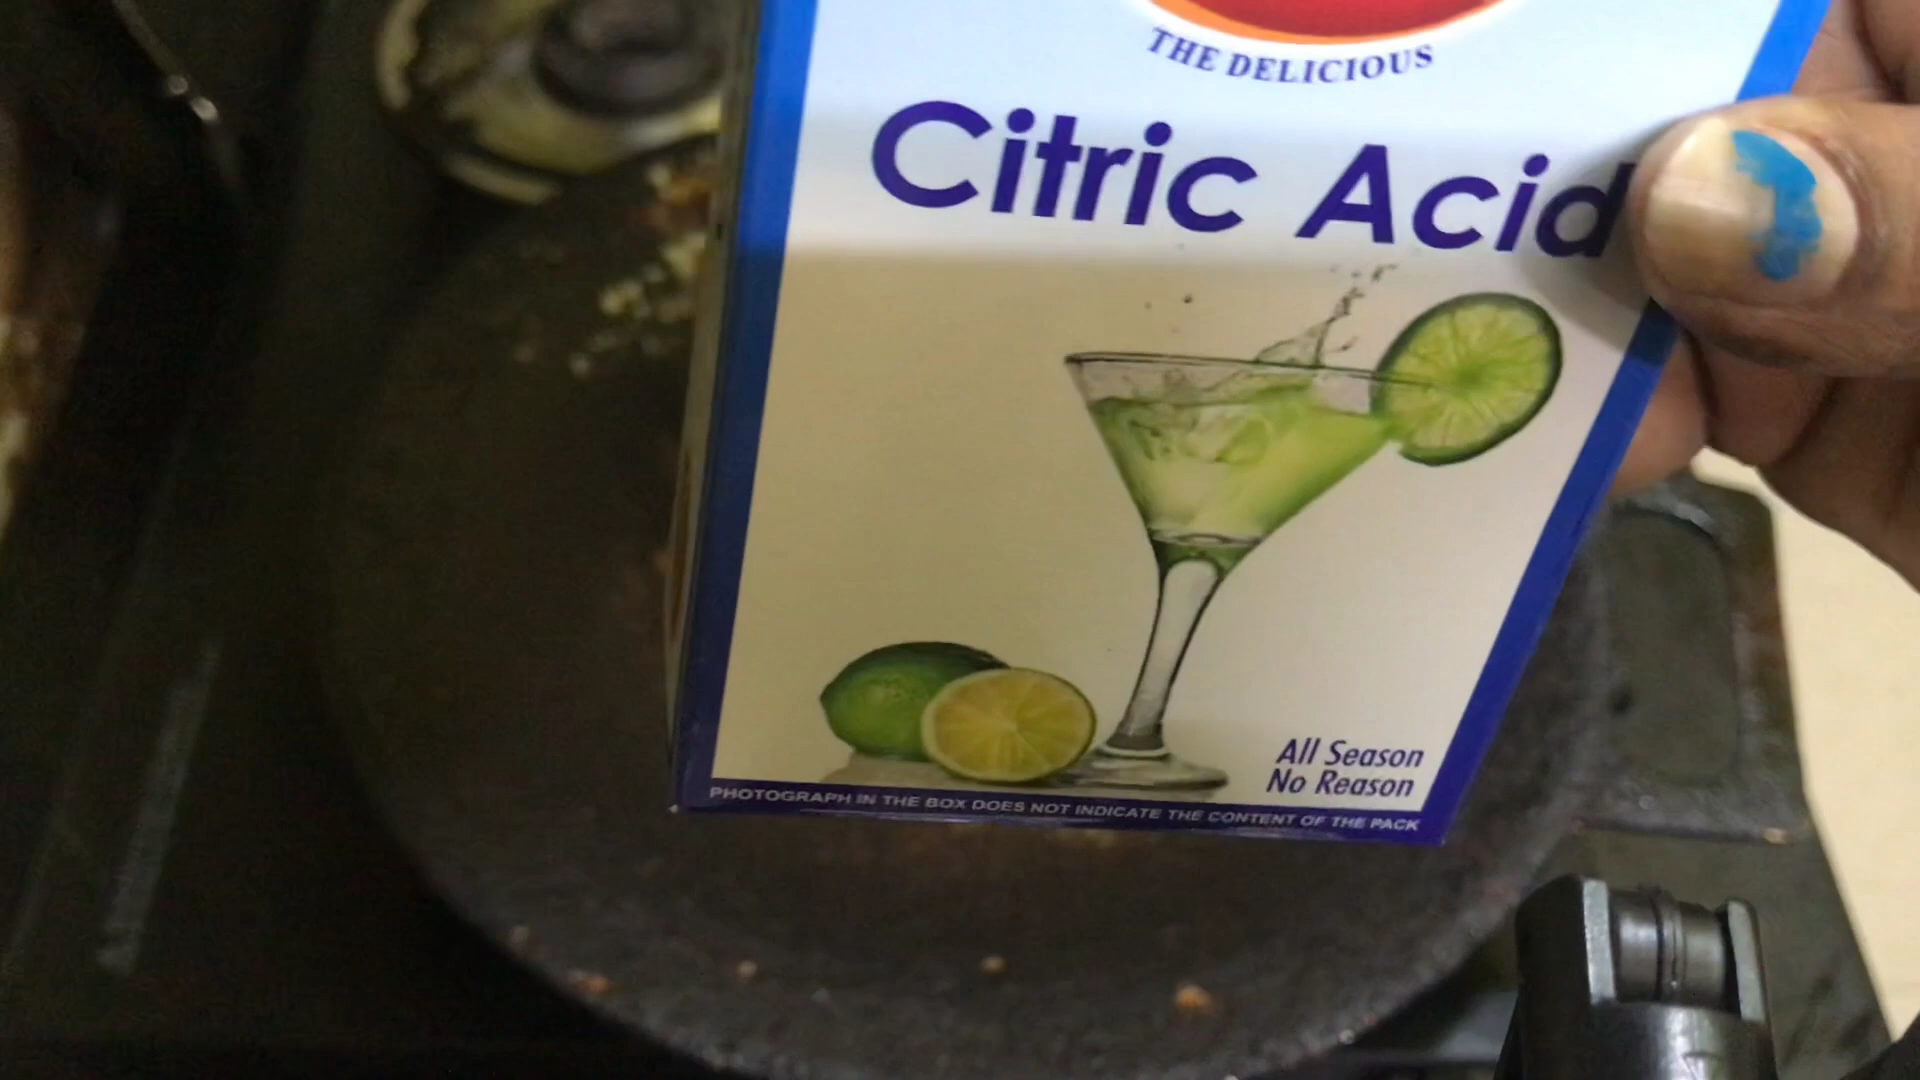 THE DELICIOUS
Citric Acid
All Season
No Reason
PHOTOGRAPH IN THE BOX DOES NOT INDICATE THE CONTENT OF THE PACK